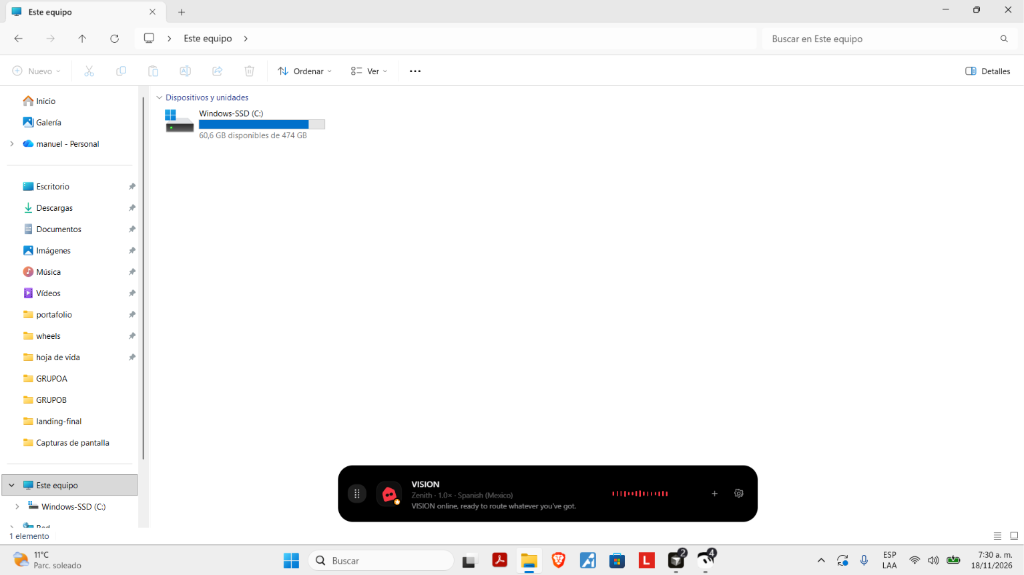 Este equipo
Este equipo
Buscar en Este equipo
Nuevo
Ordenar
Ver
Detalles
Inicio
Galería
manuel - Personal
Escritorio
Descargas
Documentos
Imágenes
Música
Vídeos
portafolio
wheels
hoja de vida
GRUPOA
GRUPOB
landing-final
Capturas de pantalla
Este equipo
Windows-SSD (C:)
Red
1 elemento
Dispositivos y unidades
Windows-SSD (C:)
60,6 GB disponibles de 474 GB
VISION
Zenith · 1.0× · Spanish (Mexico)
VISION online, ready to route whatever you've got.
11°C
Parc. soleado
Buscar
L
2
4
ESP
LAA
7:30 a. m.
18/11/2026